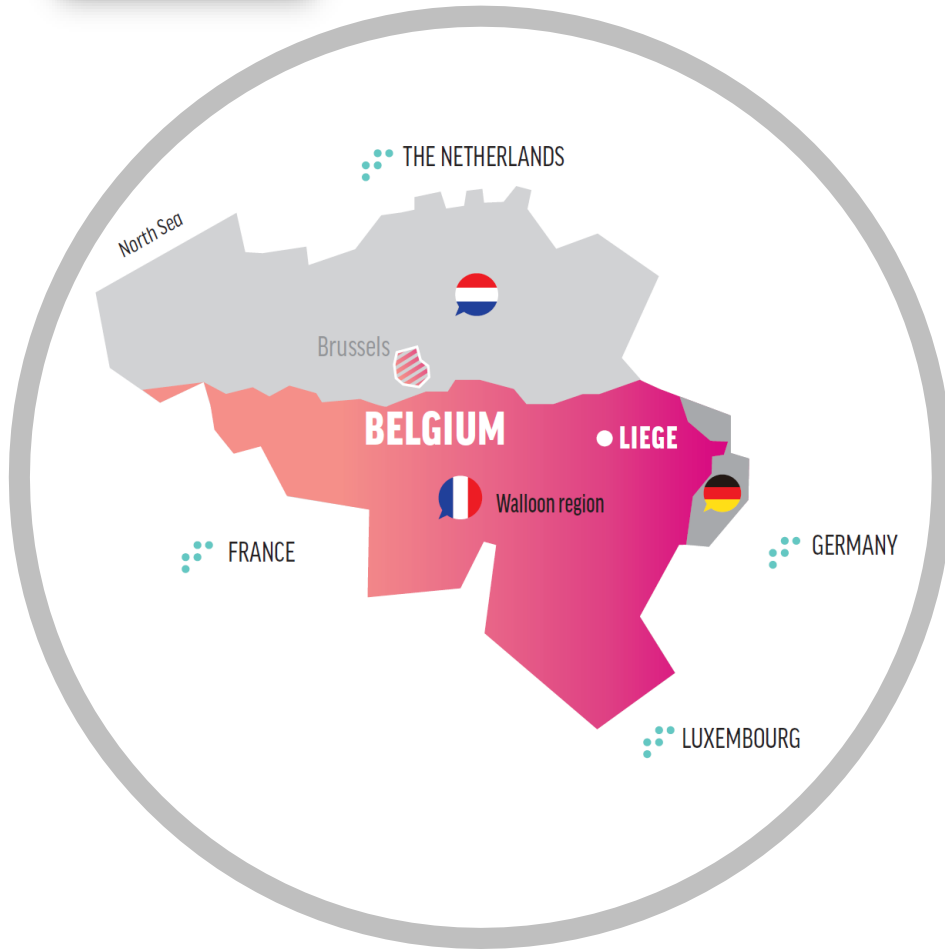 THE NETHERLANDS
North Sea
Brussels
BELGIUM
LIEGE
Walloon region
FRANCE
GERMANY
LUXEMBOURG